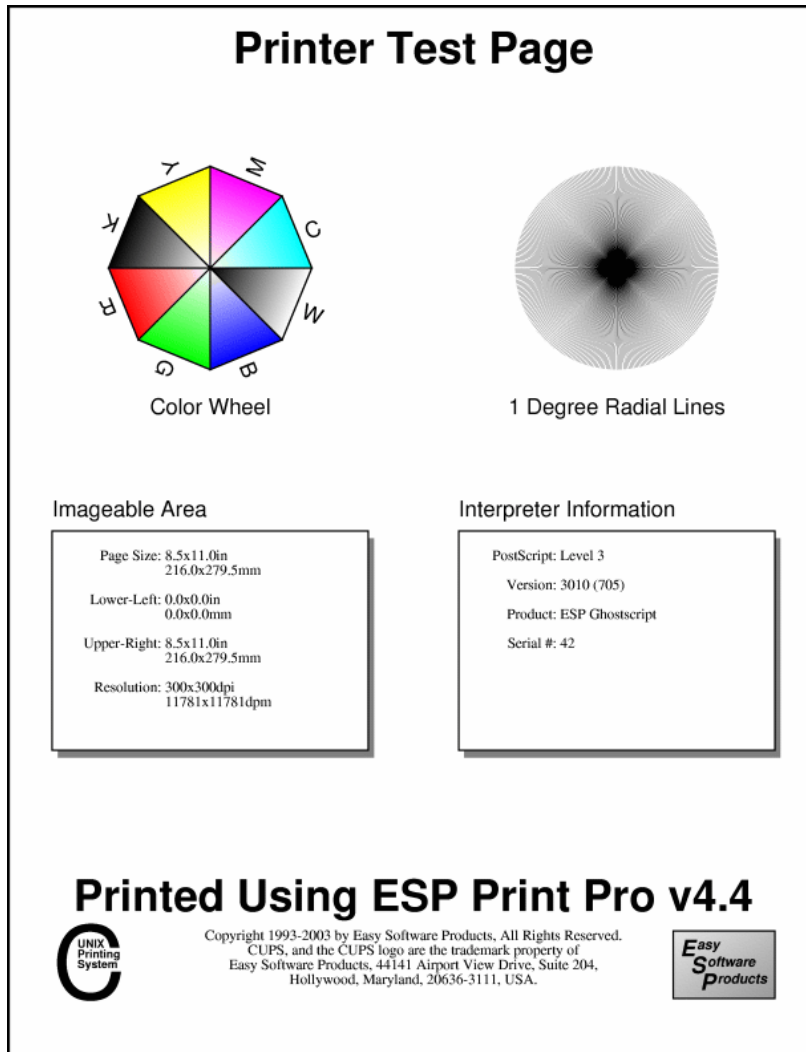 Printer Test Page
Y
M
K
C
R
W
G
B
Color Wheel
1 Degree Radial Lines
Imageable Area
Interpreter Information
Page Size: 8.5x11.0in
216.0x279.5mm
Lower-Left: 0.0x0.0in
0.0x0.0mm
Upper-Right: 8.5x11.0in
216.0x279.5mm
Resolution: 300x300dpi
11781x11781dpm
PostScript: Level 3
Version: 3010 (705)
Product: ESP Ghostscript
Serial #: 42
Printed Using ESP Print Pro v4.4
C
UNIX
Printing
System
Copyright 1993-2003 by Easy Software Products, All Rights Reserved.
CUPS, and the CUPS logo are the trademark property of
Easy Software Products, 44141 Airport View Drive, Suite 204,
Hollywood, Maryland, 20636-3111, USA.
Easy
Software
Products